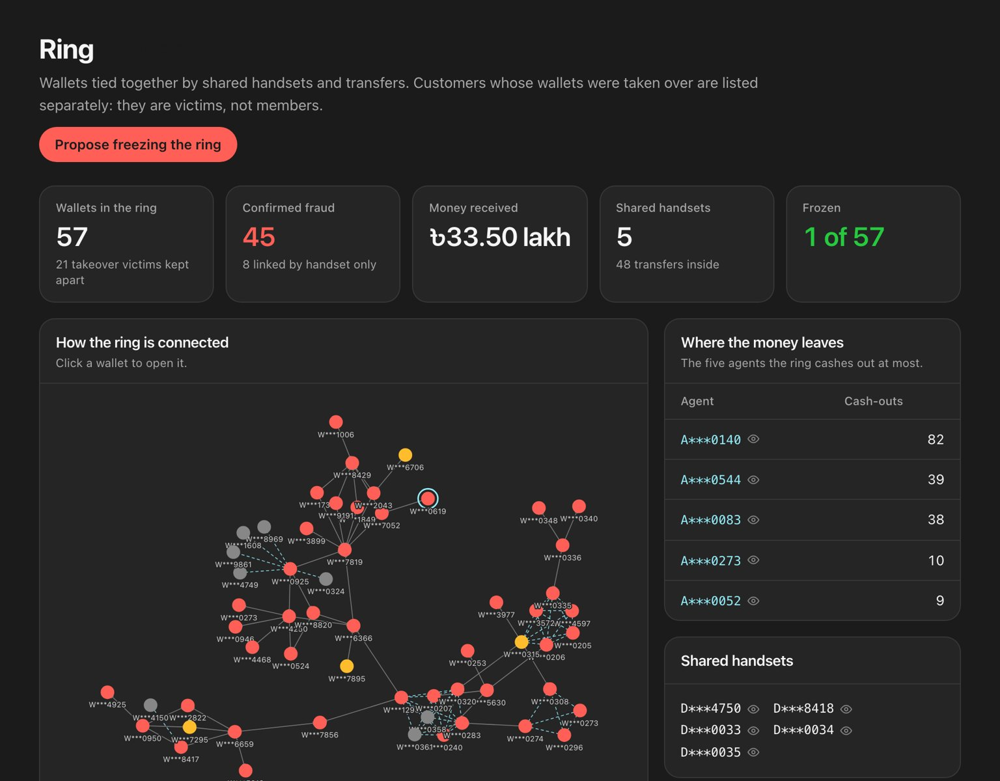 Ring
Wallets tied together by shared handsets and transfers. Customers whose wallets were taken over are listed
separately: they are victims, not members.
Propose freezing the ring
Wallets in the ring
57
21 takeover victims kept
apart
Confirmed fraud
45
8 linked by handset only
Money received
৳33.50 lakh
Shared handsets
5
48 transfers inside
Frozen
1 of 57
How the ring is connected
Click a wallet to open it.
W***1006
W***6706
W***8429
W***173
W***2043
W***0619
W***9191
1849
W***7052
W***8969
W***3899
W***1608
W***9861
W***7819
W***4749
W***0925
W***0324
W***0273
W***4250
W***8820
W***0946
W***6366
W***4468
W***0524
W***7895
W***0348
W***0340
W***0336
W***0335
W***3977
W***3572
W***4597
W***0205
W***0315
***0206
W***0253
W***4925
W***4150
W***2822
W***0950
W***7295
W***6659
W***8417
W***7856
W***129
W***0207
W***0320
***5630
W***0358
W***0283
W***0361
***0240
W***0308
W***0273
W***0274
W***0296
Where the money leaves
The five agents the ring cashes out at most.
Agent Cash-outs
A***0140 82
A***0544 39
A***0083 38
A***0273 10
A***0052 9
Shared handsets
D***4750 D***8418
D***0033 D***0034
D***0035